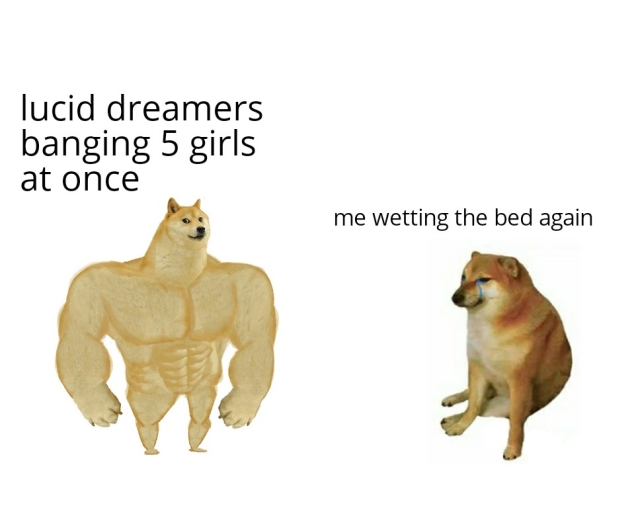 lucid dreamers
banging 5 girls
at once
me wetting the bed again